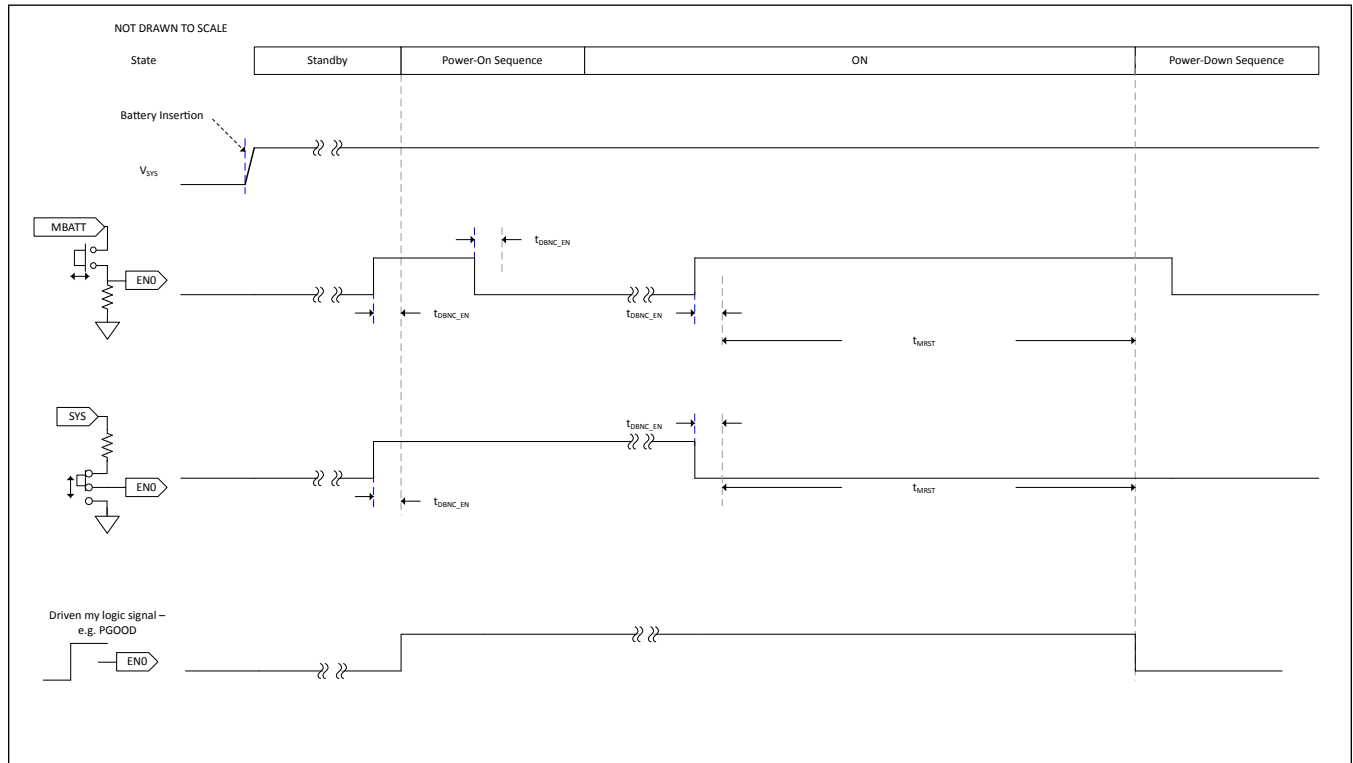 NOT DRAWN TO SCALE
State
Standby
Power-On Sequence
ON
Power-Down Sequence
Battery Insertion
VSYS
MBATT
EN0
tDBNC_EN
tDBNC_EN
tDBNC_EN
tMRST
SYS
EN0
tDBNC_EN
tDBNC_EN
tMRST
Driven my logic signal –
e.g. PGOOD
EN0